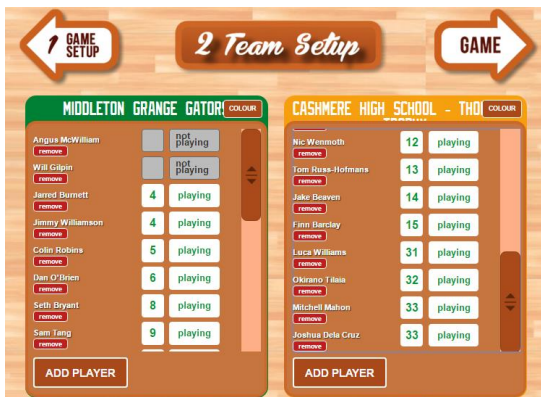 1 GAME
SETUP
2 Team Setup
GAME
MIDDLETON GRANGE GATORS
COLOUR
Angus McWilliam
remove
not
playing
Will Gilpin
remove
not
playing
Jarred Burnett
remove
4
playing
Jimmy Williamson
remove
4
playing
Colin Robins
remove
5
playing
Dan O'Brien
remove
6
playing
Seth Bryant
remove
8
playing
Sam Tang
remove
9
playing
ADD PLAYER
CASHMERE HIGH SCHOOL - THO
COLOUR
remove
Nic Wenmoth
remove
12
playing
Tom Russ-Hofmans
remove
13
playing
Jake Beaven
remove
14
playing
Finn Barclay
remove
15
playing
Luca Williams
remove
31
playing
Okirano Tilaia
remove
32
playing
Mitchell Mahon
remove
33
playing
Joshua Dela Cruz
remove
33
playing
ADD PLAYER